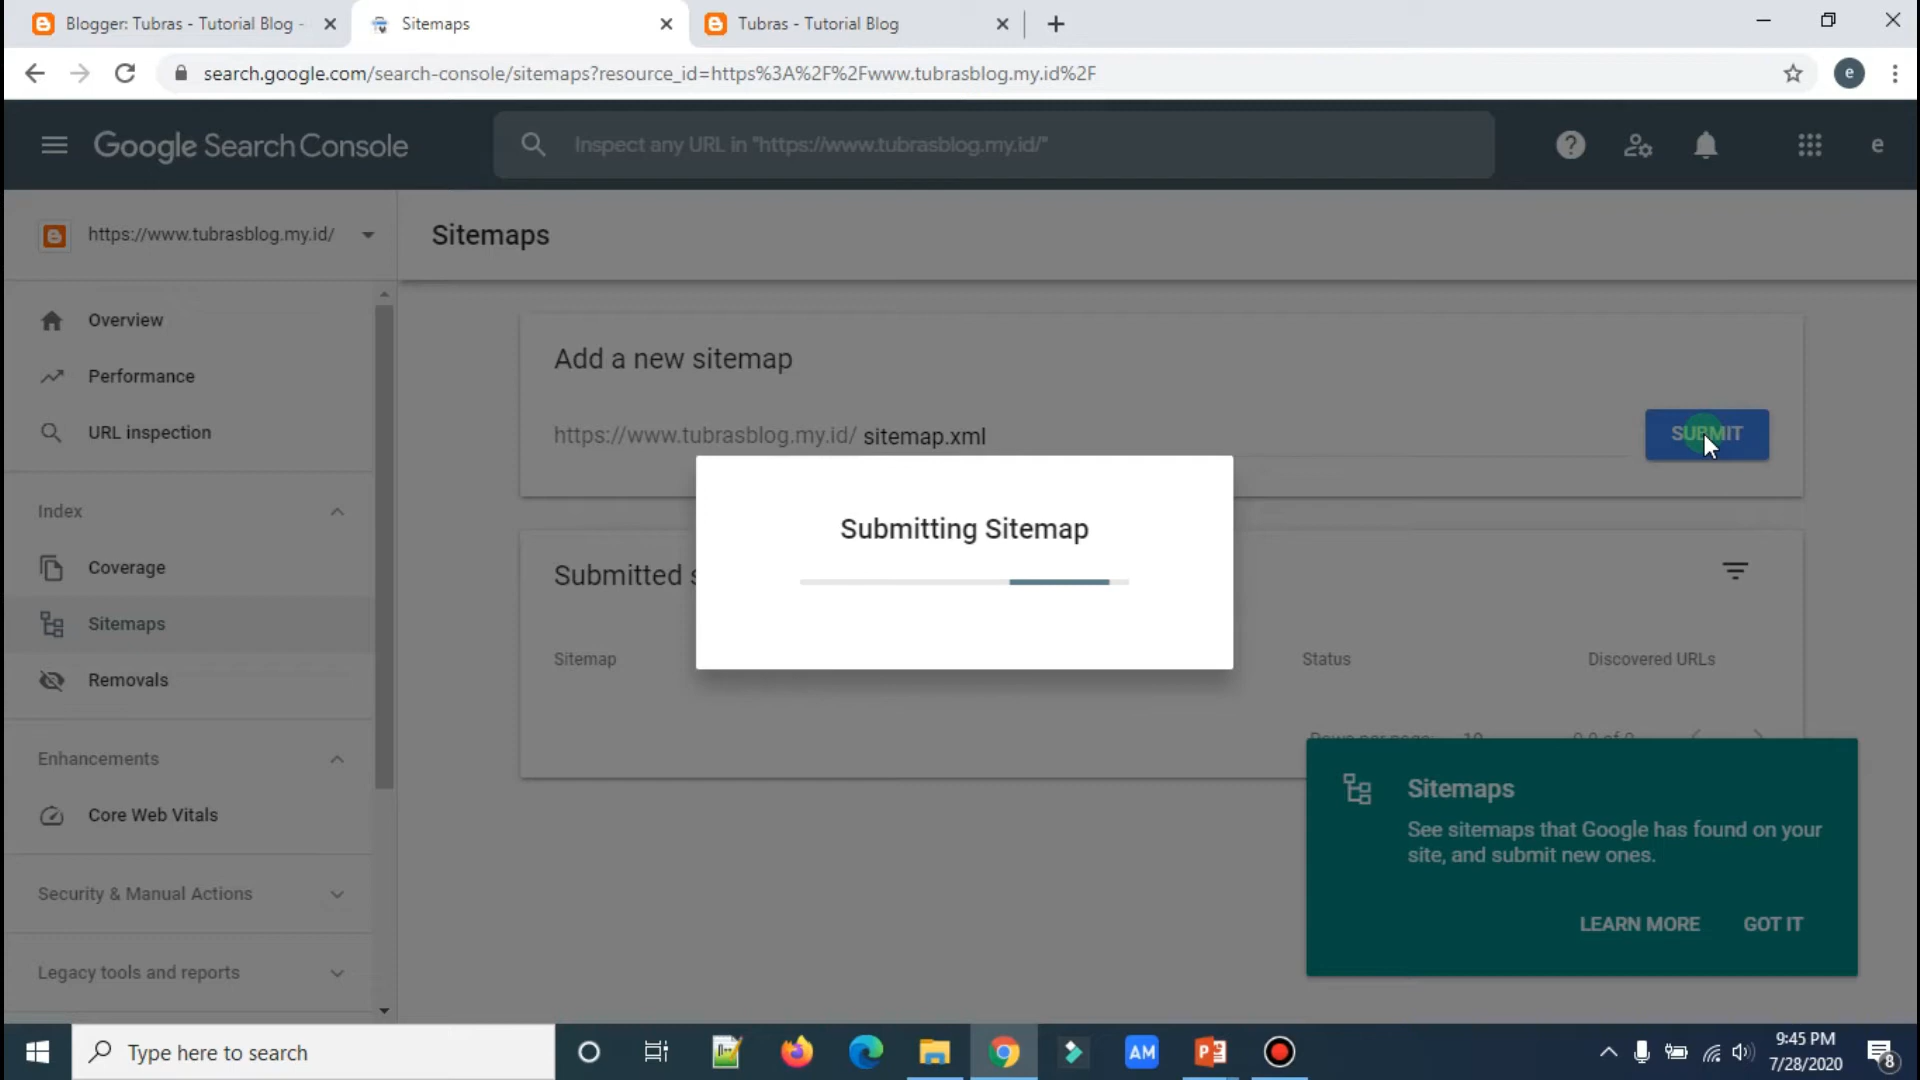 Blogger: Tubras - Tutorial Blog -
Sitemaps
Tubras - Tutorial Blog
search.google.com/search-console/sitemaps?resource_id=https%3A%2F%2Fwww.tubrasblog.my.id%2F
e
Google Search Console
Inspect any URL in "https://www.tubrasblog.my.id/"
e
https://www.tubrasblog.my.id/
Sitemaps
Overview
Performance
URL inspection
Index
Coverage
Sitemaps
Removals
Enhancements
Core Web Vitals
Security & Manual Actions
Legacy tools and reports
Add a new sitemap
https://www.tubrasblog.my.id/ sitemap.xml
SUBMIT
Submitting Sitemap
Submitted
Sitemap
Status
Discovered URLs
Rows per page: 10
Sitemaps
See sitemaps that Google has found on your
site, and submit new ones.
LEARN MORE
GOT IT
Type here to search
AM
9:45 PM
7/28/2020
8